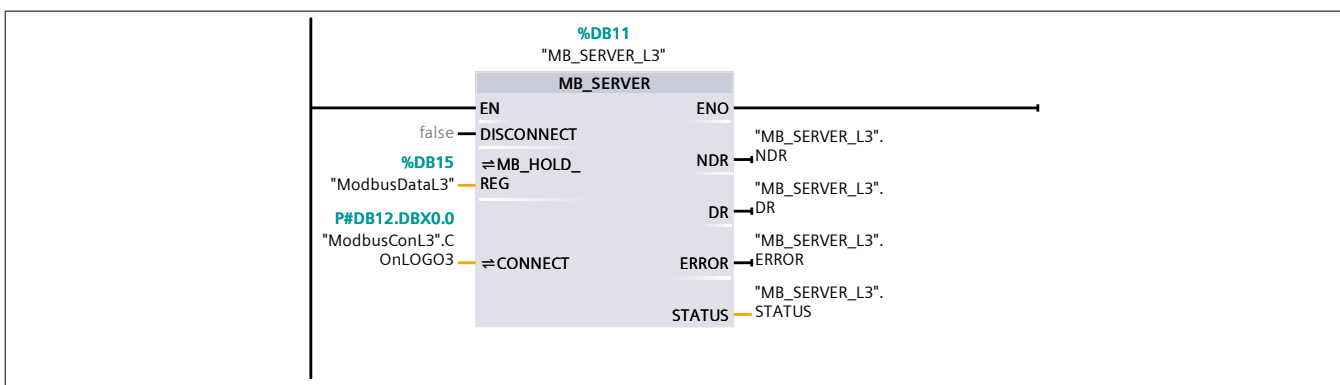 %DB11
"MB_SERVER_L3"
MB_SERVER
EN
ENO
false
DISCONNECT
"MB_SERVER_L3".
NDR
NDR
%DB15
"ModbusDataL3"
⇌MB_HOLD_
REG
"MB_SERVER_L3".
DR
DR
P#DB12.DBX0.0
"ModbusConL3".C
OnLOGO3
⇌CONNECT
"MB_SERVER_L3".
ERROR
ERROR
"MB_SERVER_L3".
STATUS
STATUS